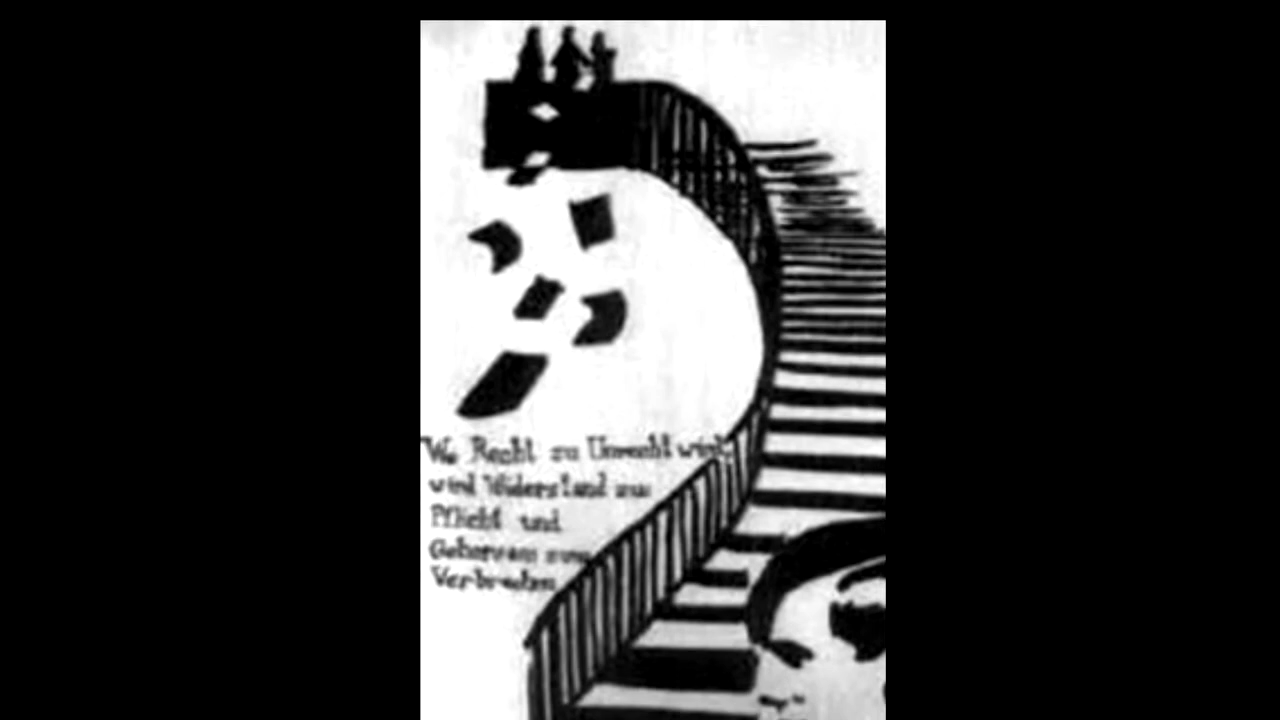 Wo Recht zu Unrecht wird,
wird Widerstand zur
Pflicht und
Gehorsam zum
Verbrechen